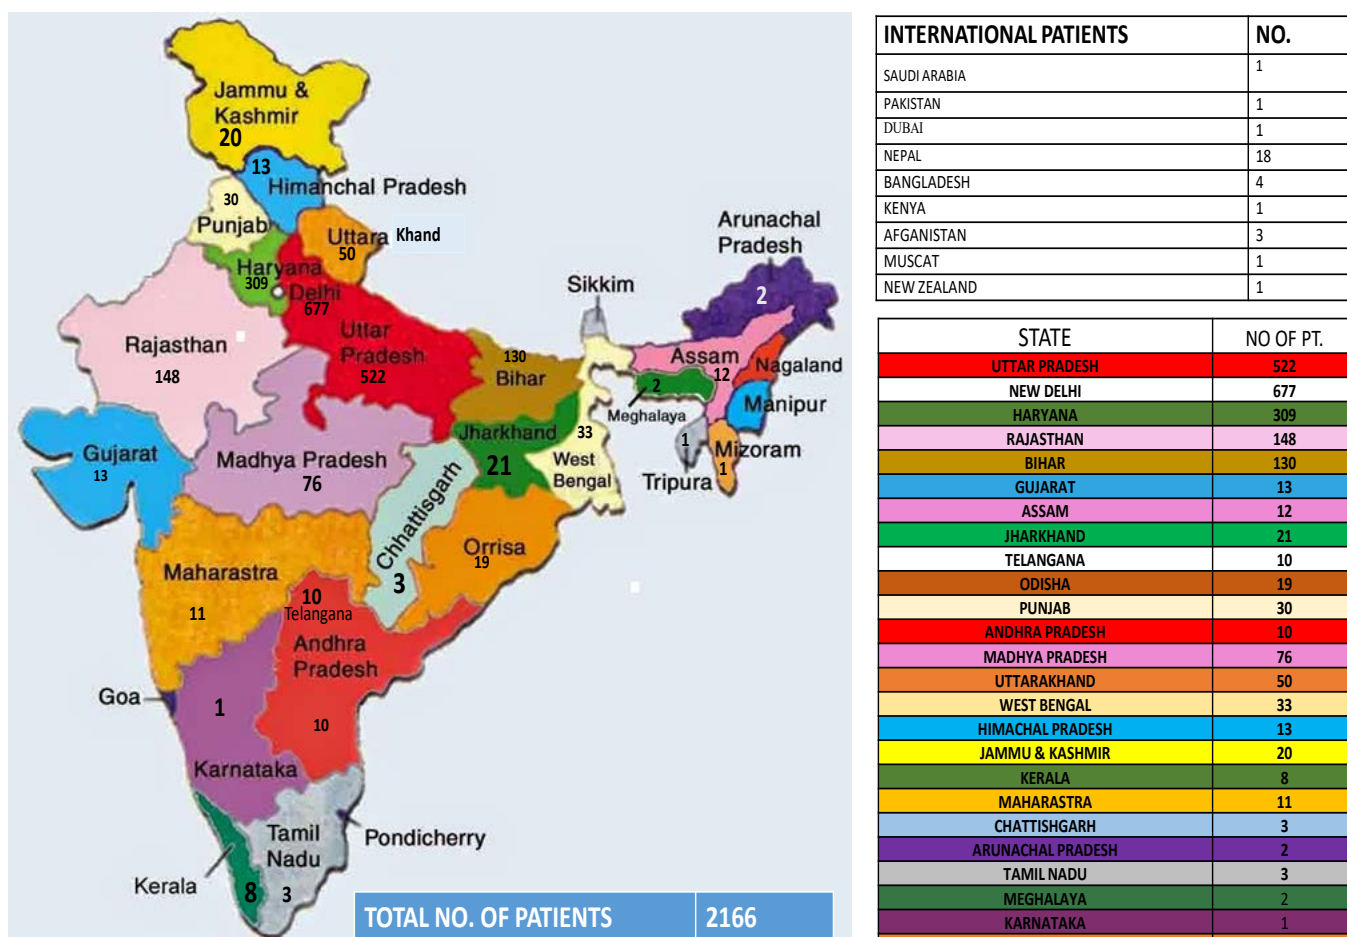 Jammu &
Kashmir
20
13
Himanchal Pradesh
30
Punjab
Uttara Khand
50
Haryana
309
Delhi
677
Arunachal
Pradesh
2
Sikkim
Rajasthan
148
Uttar
Pradesh
522
130
Bihar
Assam
12
Nagaland
2
Meghalaya
Manipur
Gujarat
13
Madhya Pradesh
76
Jharkhand
21
33
West
Bengal
1
Tripura
Mizoram
1
Chhattisgarh
3
Orrisa
19
Maharastra
11
10
Telangana
Andhra
Pradesh
10
Goa
1
Karnataka
Tamil
Nadu
3
Pondicherry
Kerala
8
TOTAL NO. OF PATIENTS 2166
INTERNATIONAL PATIENTS NO.
SAUDI ARABIA 1
PAKISTAN 1
DUBAI 1
NEPAL 18
BANGLADESH 4
KENYA 1
AFGANISTAN 3
MUSCAT 1
NEW ZEALAND 1
STATE NO OF PT.
UTTAR PRADESH 522
NEW DELHI 677
HARYANA 309
RAJASTHAN 148
BIHAR 130
GUJARAT 13
ASSAM 12
JHARKHAND 21
TELANGANA 10
ODISHA 19
PUNJAB 30
ANDHRA PRADESH 10
MADHYA PRADESH 76
UTTARAKHAND 50
WEST BENGAL 33
HIMACHAL PRADESH 13
JAMMU & KASHMIR 20
KERALA 8
MAHARASTRA 11
CHATTISHGARH 3
ARUNACHAL PRADESH 2
TAMIL NADU 3
MEGHALAYA 2
KARNATAKA 1